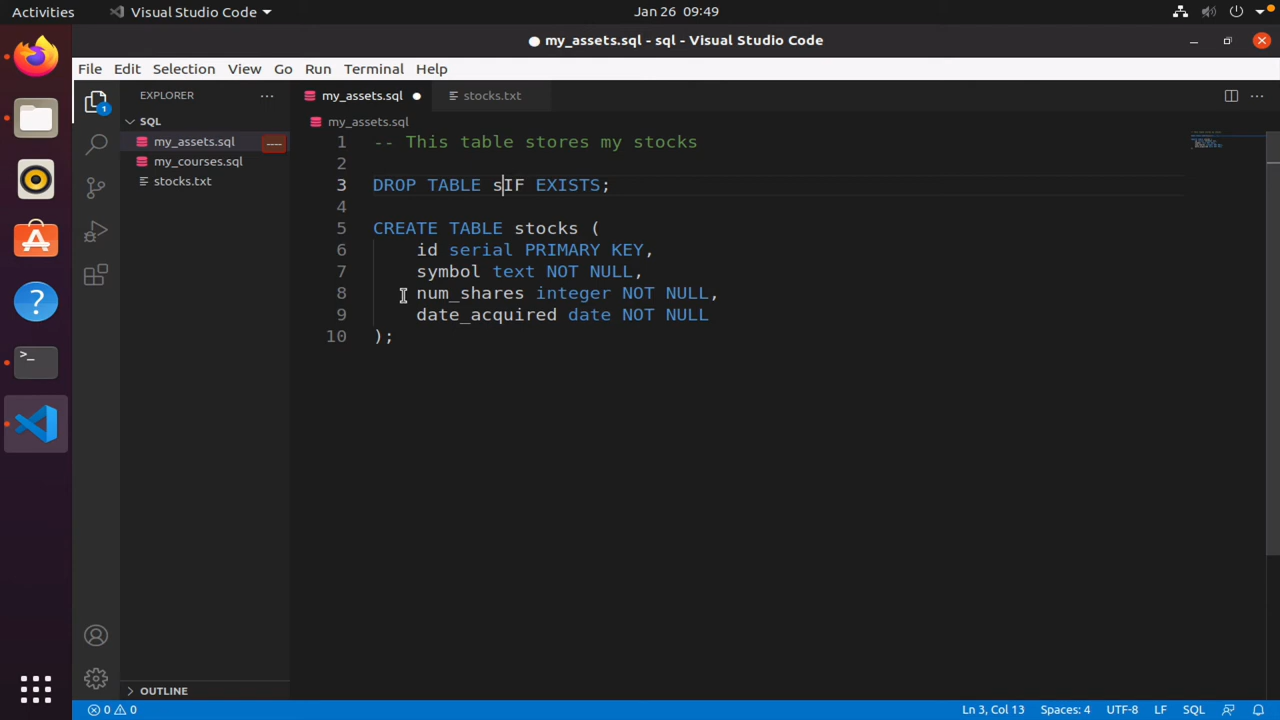 Activities
Visual Studio Code
Jan 26 09:49
my_assets.sql - sql - Visual Studio Code
File Edit Selection View Go Run Terminal Help
EXPLORER
my_assets.sql
stocks.txt
1
SQL
my_assets.sql
my_assets.sql
my_courses.sql
stocks.txt
1 -- This table stores my stocks
2
3 DROP TABLE sIF EXISTS;
4
5 CREATE TABLE stocks (
6 id serial PRIMARY KEY,
7 symbol text NOT NULL,
8 num_shares integer NOT NULL,
9 date_acquired date NOT NULL
10 );
OUTLINE
0 0
Ln 3, Col 13 Spaces: 4 UTF-8 LF SQL